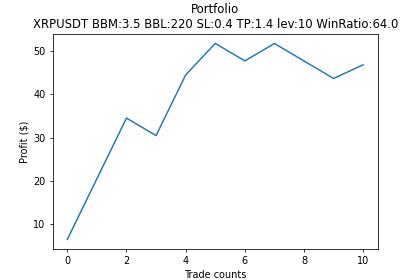 Portfolio
XRPUSDT BBM:3.5 BBL:220 SL:0.4 TP:1.4 lev:10 WinRatio:64.0
50
40
30
20
10
Profit ($)
0 2 4 6 8 10
Trade counts